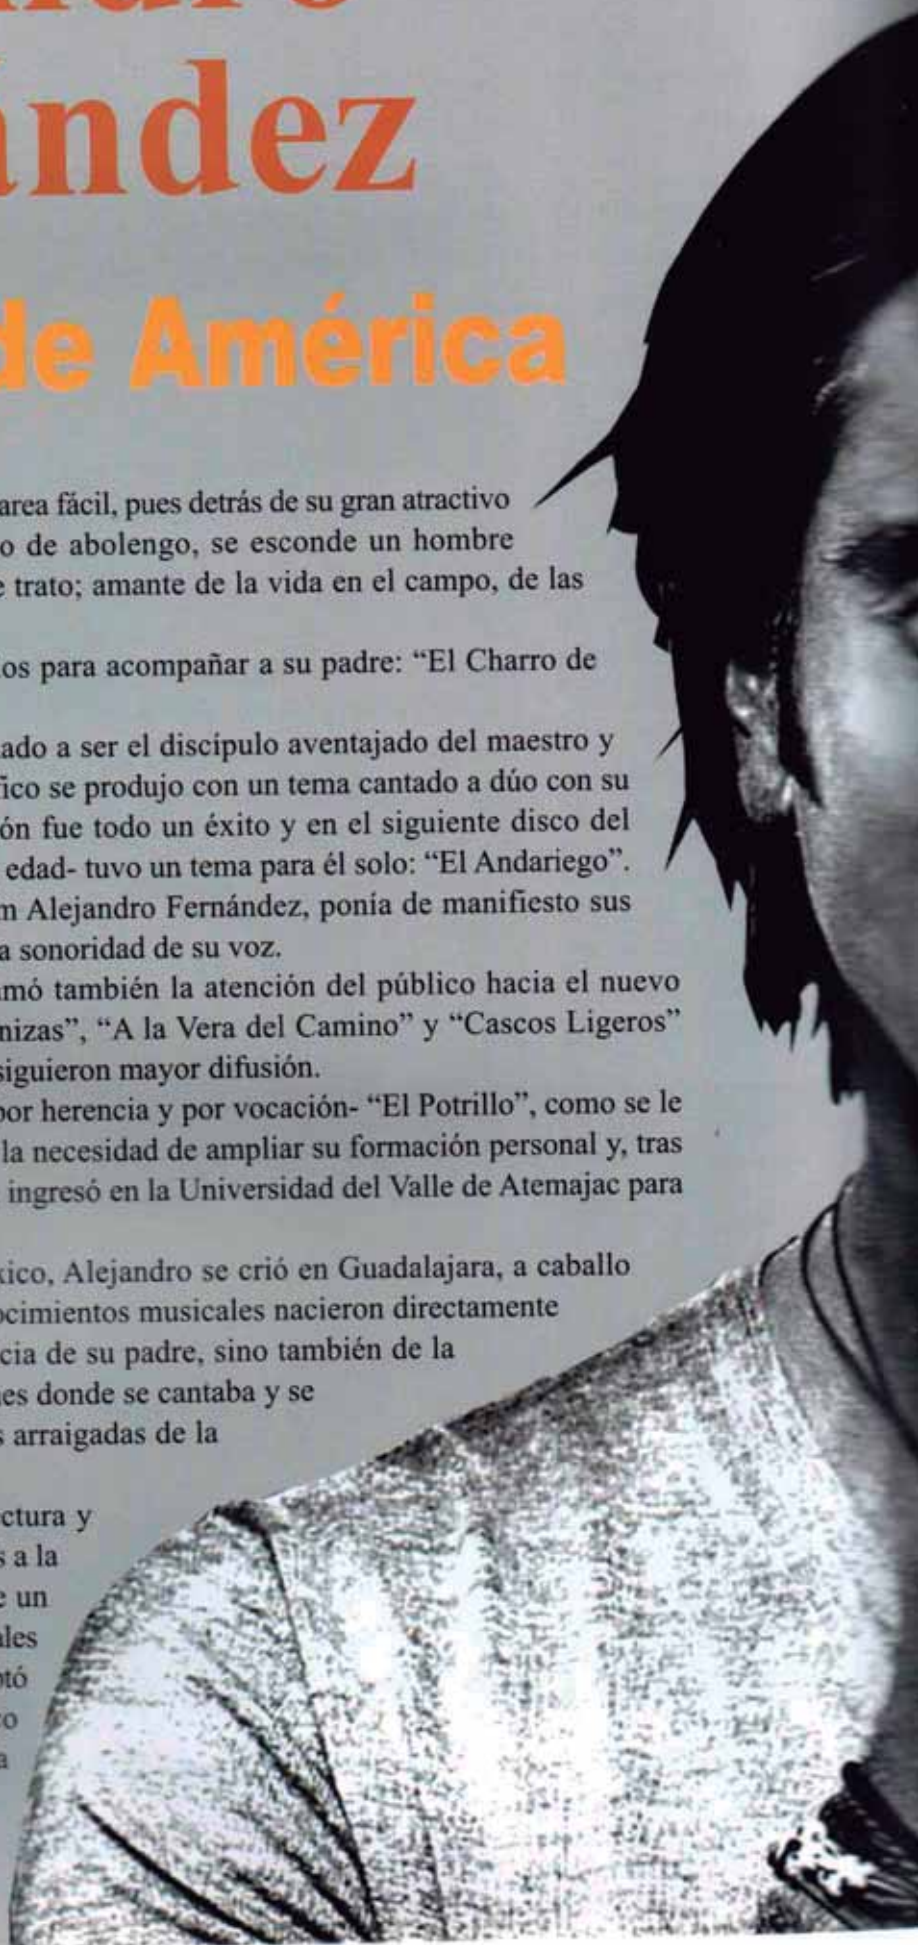 ández
de América
área fácil, pues detrás de su gran atractivo
o de abolengo, se esconde un hombre
e trato; amante de la vida en el campo, de las
os para acompañar a su padre: “El Charro de
ado a ser el discípulo aventajado del maestro y
fico se produjo con un tema cantado a dúo con su
ón fue todo un éxito y en el siguiente disco del
edad- tuvo un tema para él solo: “El Andariego”.
m Alejandro Fernández, ponía de manifiesto sus
a sonoridad de su voz.
mó también la atención del público hacia el nuevo
nizas”, “A la Vera del Camino” y “Cascos Ligeros”
siguieron mayor difusión.
por herencia y por vocación- “El Potrillo”, como se le
la necesidad de ampliar su formación personal y, tras
ingresó en la Universidad del Valle de Atemajac para
xico, Alejandro se crió en Guadalajara, a caballo
ocimientos musicales nacieron directamente
cia de su padre, sino también de la
es donde se cantaba y se
s arraigadas de la
ctura y
s a la
e un
ales
tó
o
a